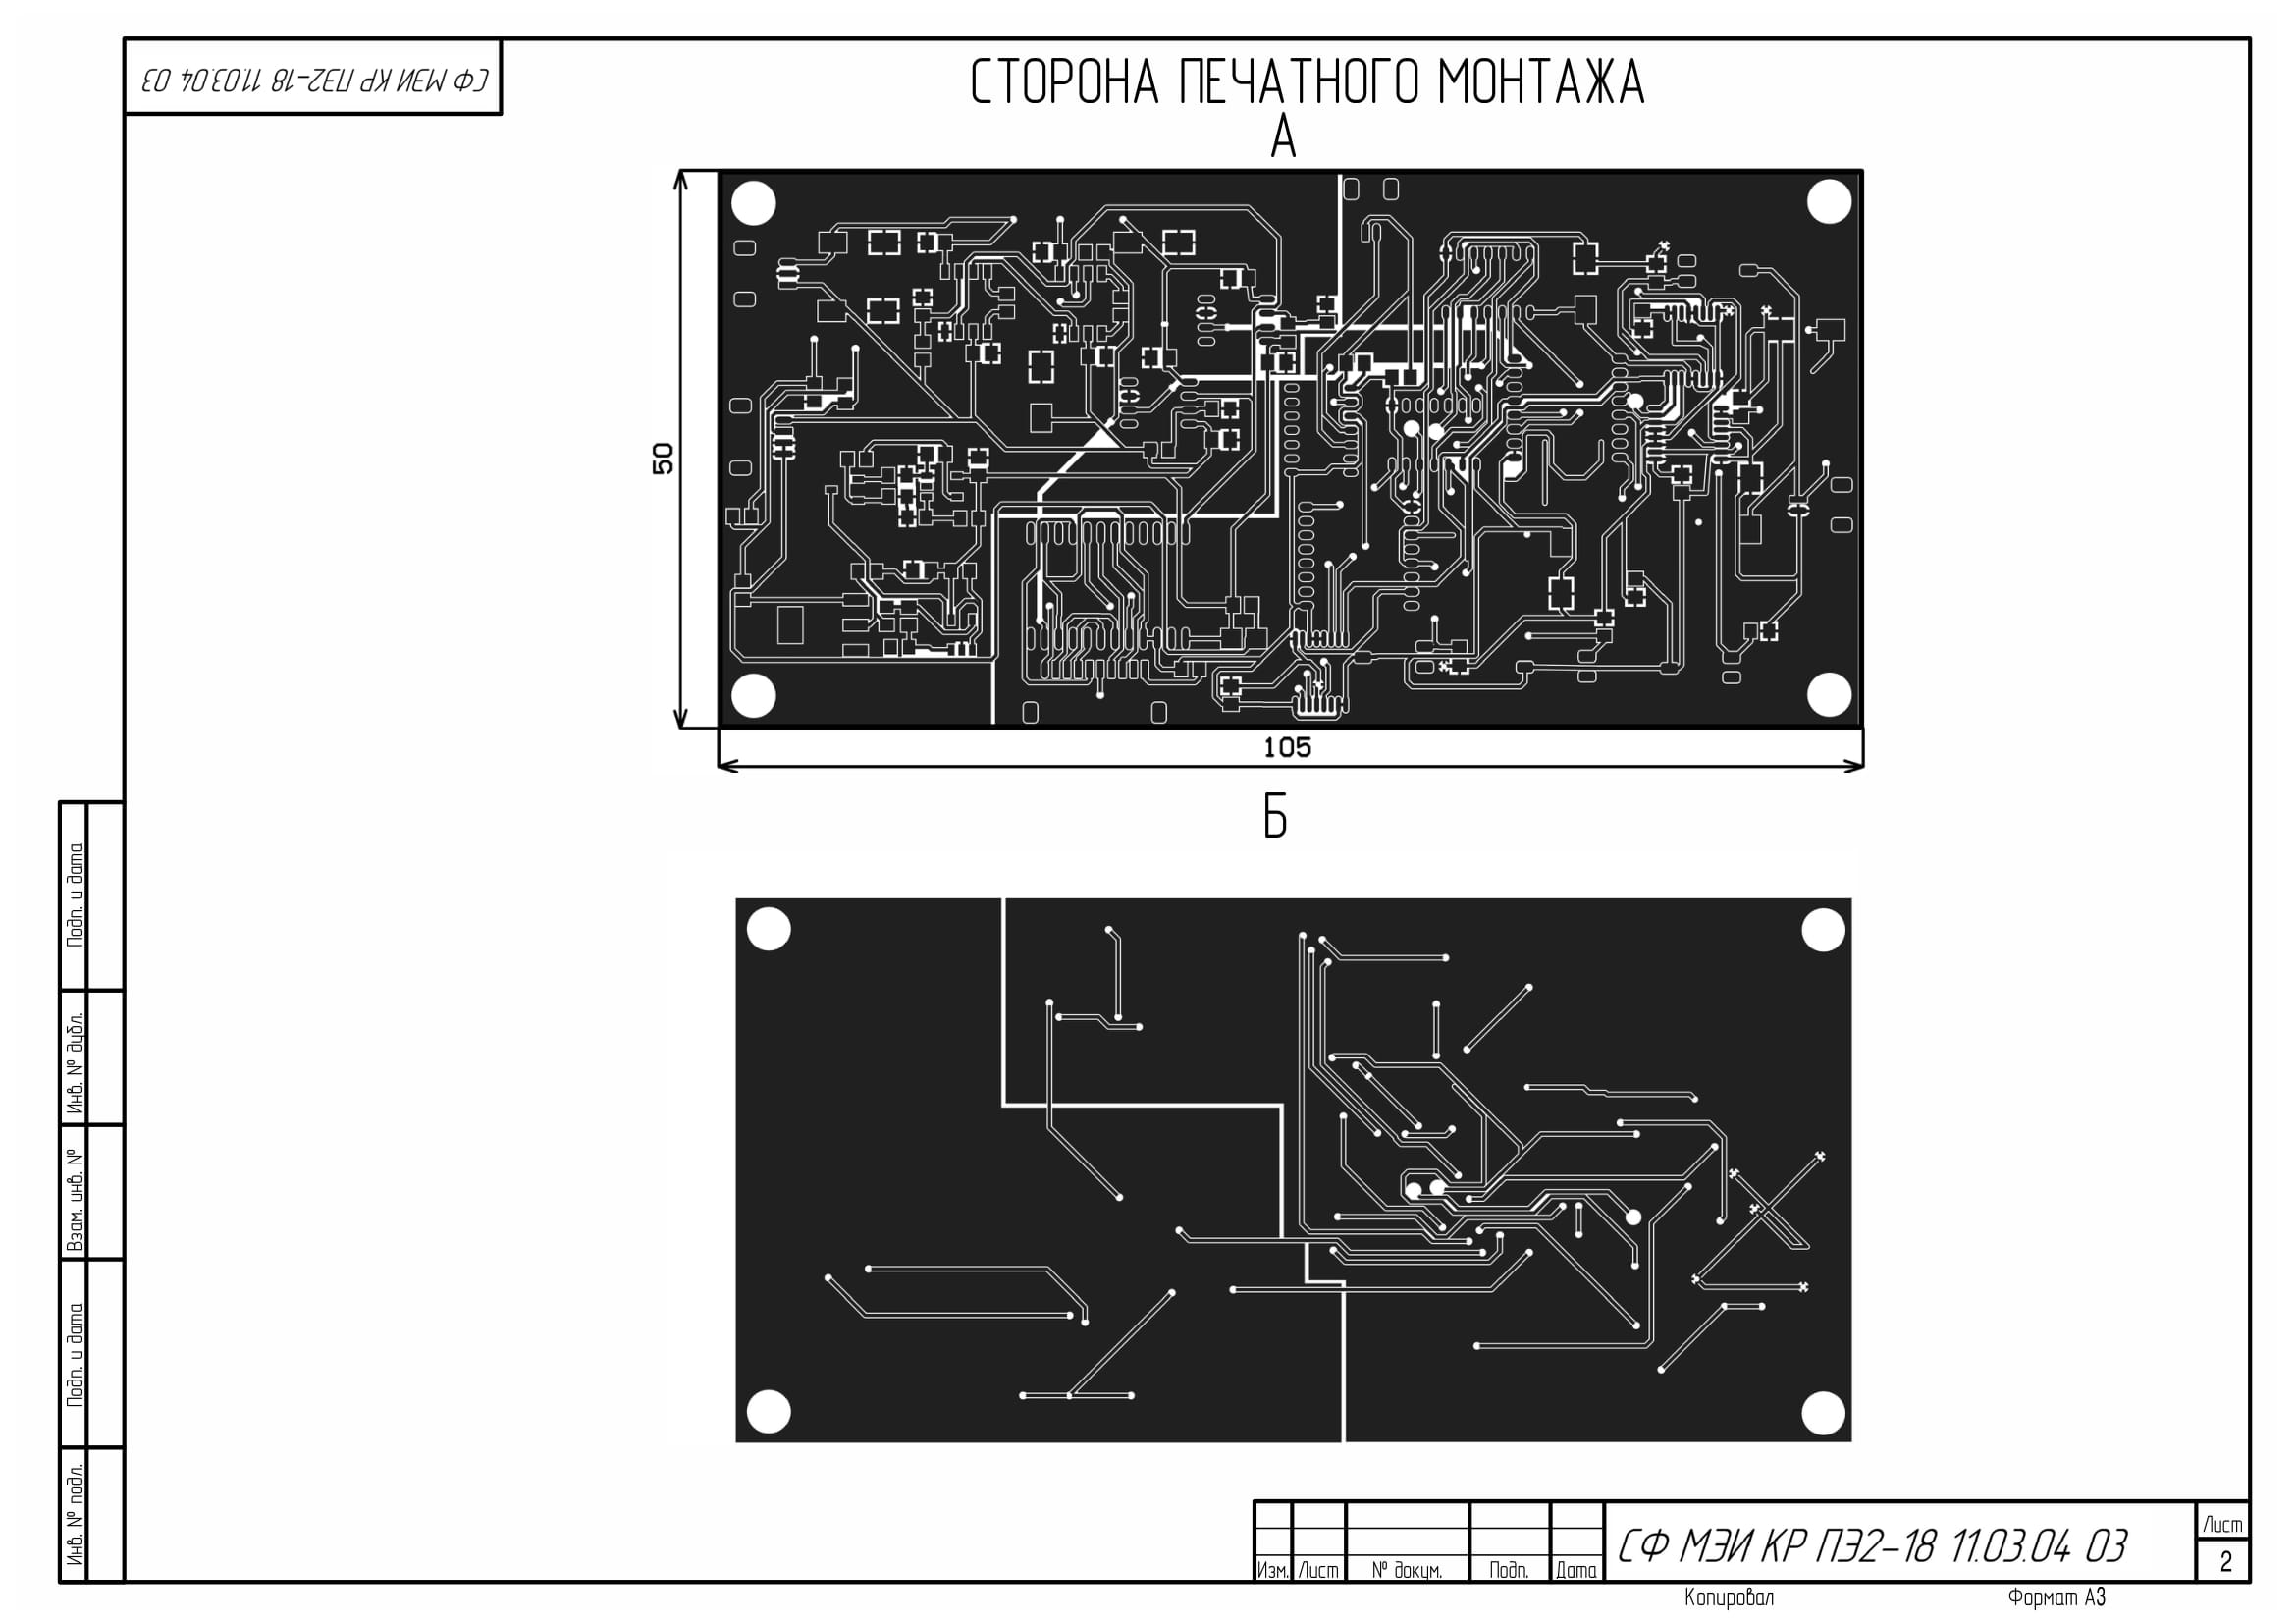 СФ МЭИ КР ПЭ2-18 11.03.04 03
СТОРОНА ПЕЧАТНОГО МОНТАЖА
А
50
105
Б
Подп. и дата
Инв. № дубл.
Взам. инв. №
Подп. и дата
Инв. № подл.
Изм. Лист № докум. Подп. Дата
СФ МЭИ КР ПЭ2-18 11.03.04 03
Лист
2
Копировал Формат А3